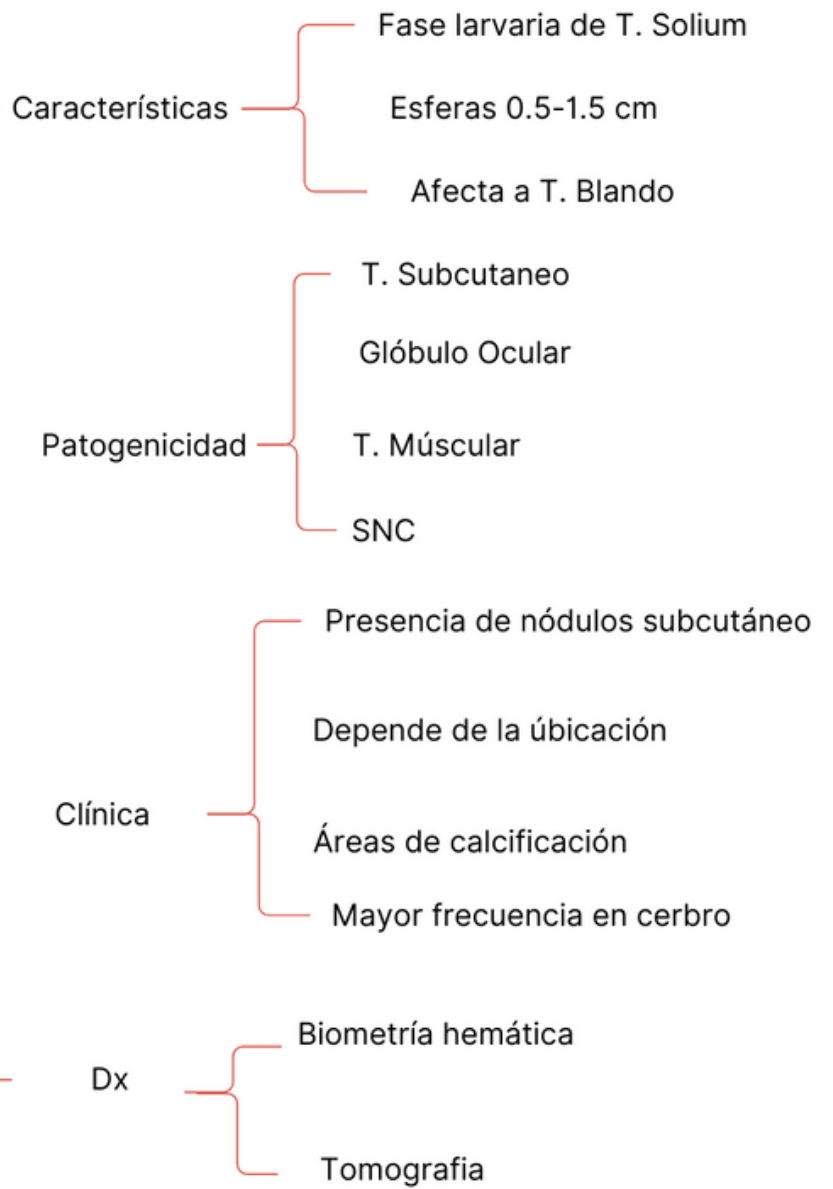 Fase larvaria de T. Solium
Características
Esferas 0.5-1.5 cm
Afecta a T. Blando
T. Subcutaneo
Glóbulo Ocular
Patogenicidad
T. Múscular
SNC
Presencia de nódulos subcutáneo
Depende de la úbicación
Clínica
Áreas de calcificación
Mayor frecuencia en cerbro
Biometría hemática
Dx
Tomografia